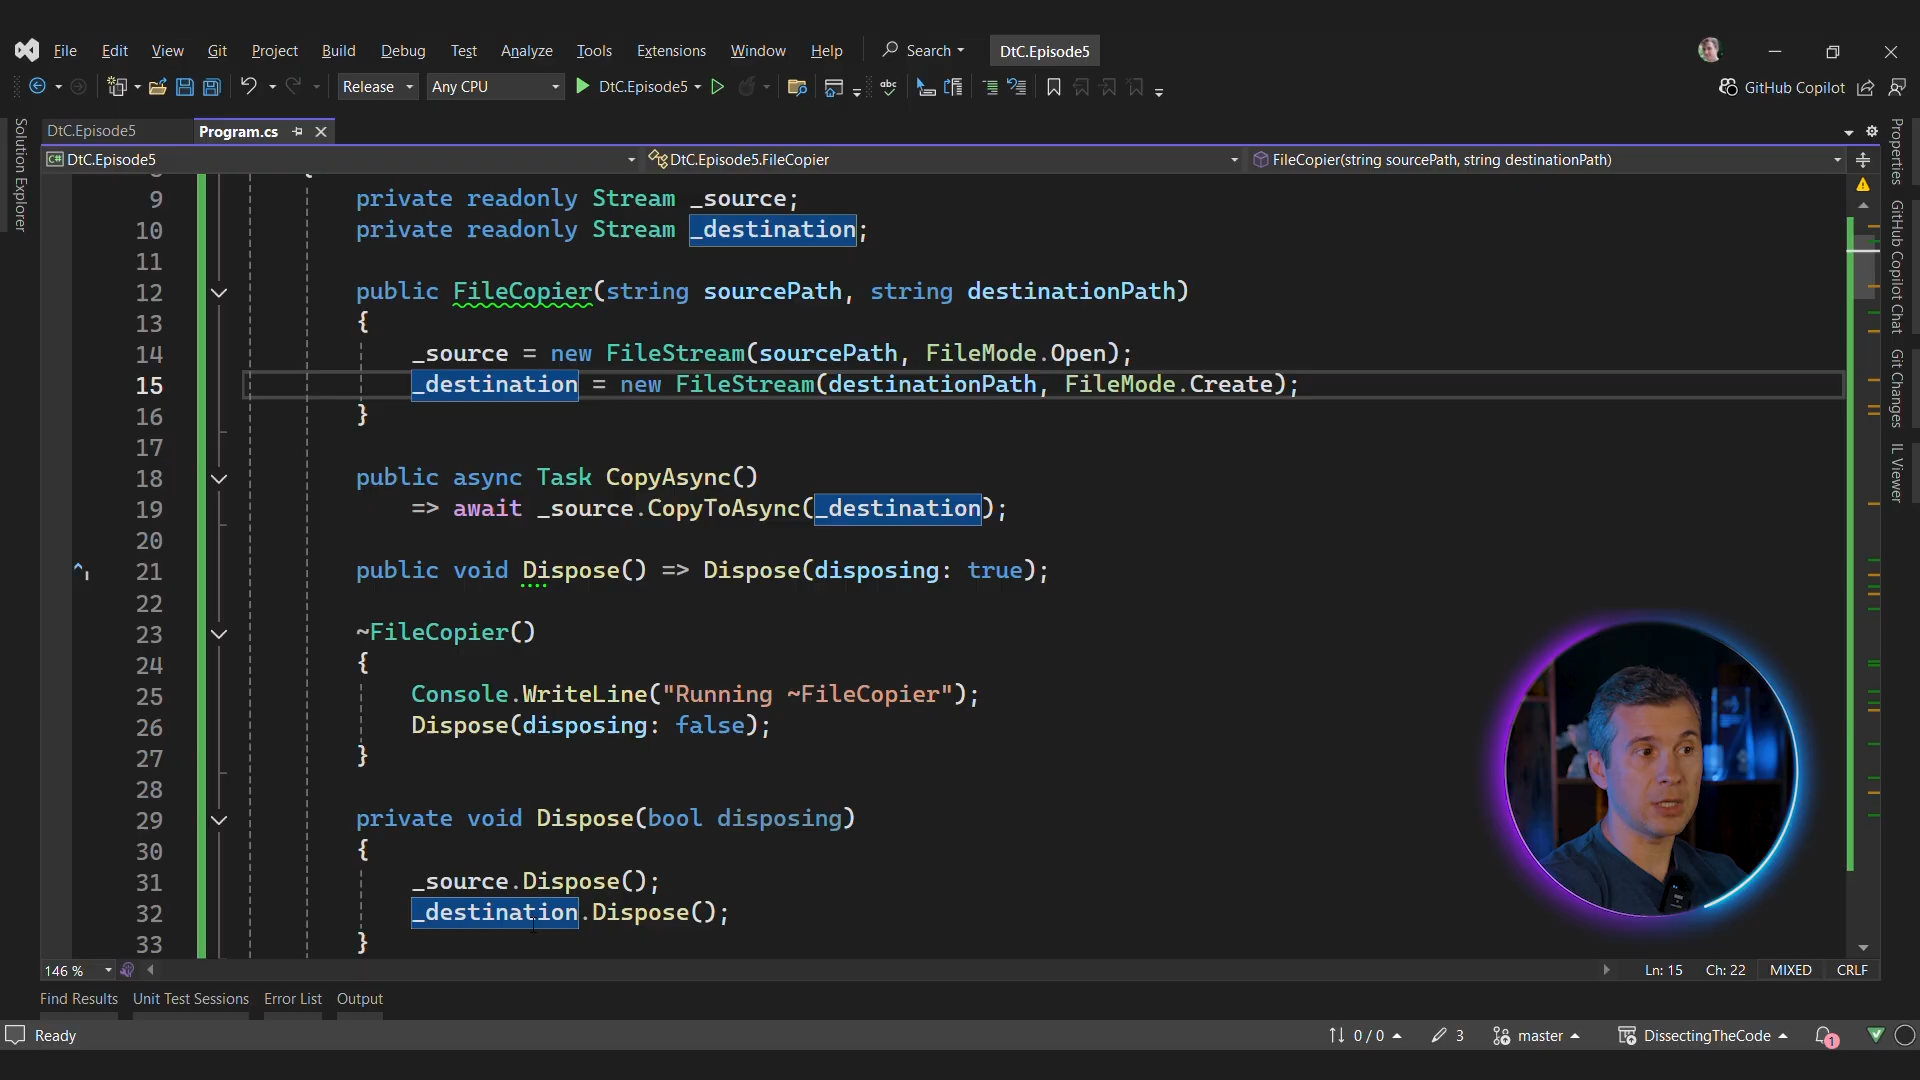 File Edit View Git Project Build Debug Test Analyze Tools Extensions Window Help Search DtC.Episode5
Release Any CPU DtC.Episode5 abc GitHub Copilot
DtC.Episode5 Program.cs
C# DtC.Episode5 DtC.Episode5.FileCopier FileCopier(string sourcePath, string destinationPath)
Solution Explorer
Properties
GitHub Copilot Chat
Git Changes
IL Viewer
9 private readonly Stream _source;
10 private readonly Stream _destination;
11
12 public FileCopier(string sourcePath, string destinationPath)
13 {
14 _source = new FileStream(sourcePath, FileMode.Open);
15 _destination = new FileStream(destinationPath, FileMode.Create);
16 }
17
18 public async Task CopyAsync()
19 => await _source.CopyToAsync(_destination);
20
21 public void Dispose() => Dispose(disposing: true);
22
23 ~FileCopier()
24 {
25 Console.WriteLine("Running ~FileCopier");
26 Dispose(disposing: false);
27 }
28
29 private void Dispose(bool disposing)
30 {
31 _source.Dispose();
32 _destination.Dispose();
33 }
146 % Ln: 15 Ch: 22 MIXED CRLF
Find Results Unit Test Sessions Error List Output
Ready 0 / 0 3 master DissectingTheCode 1